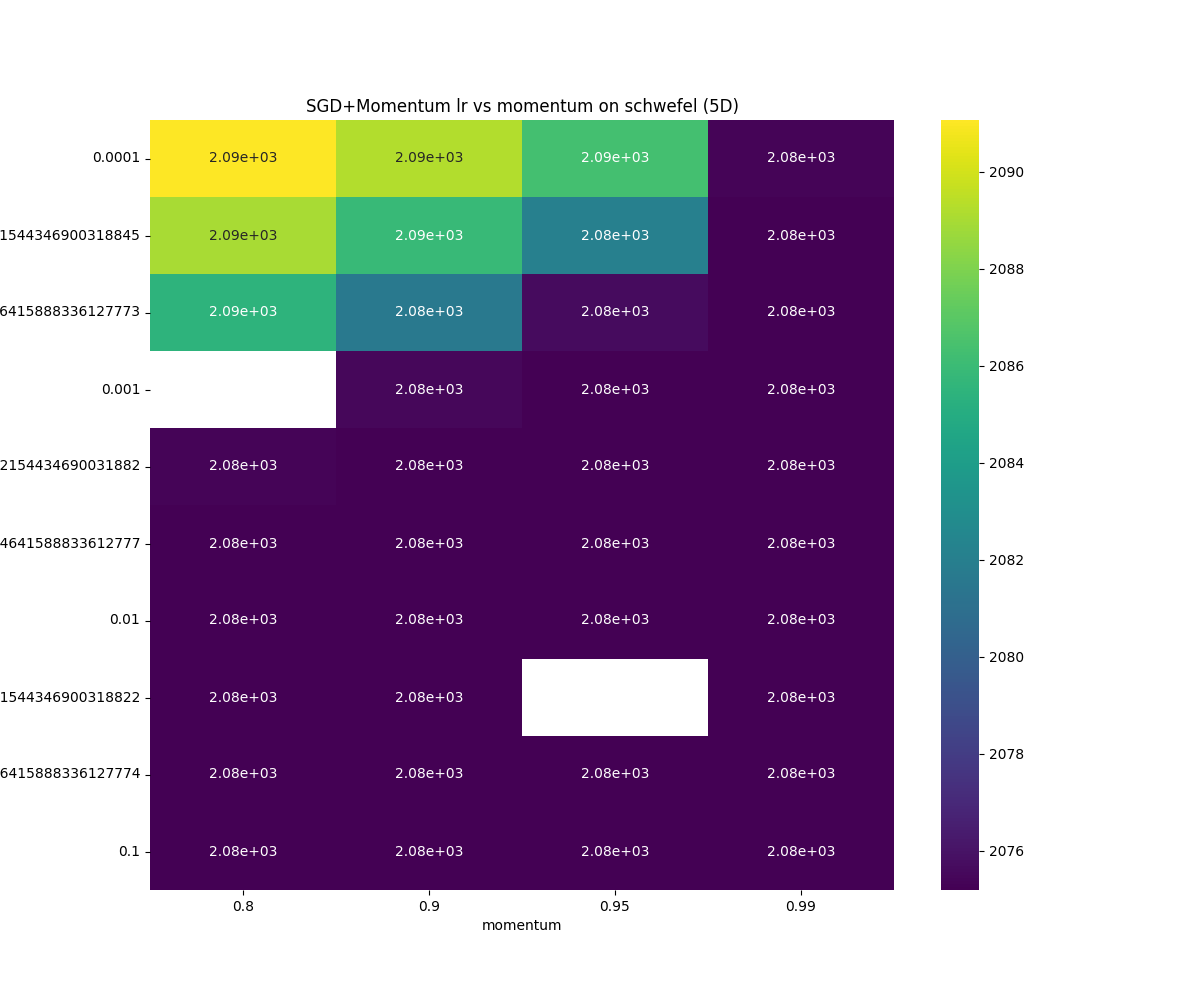 SGD+Momentum lr vs momentum on schwefel (5D)
0.0001 2.09e+03 2.09e+03 2.09e+03 2.08e+03
1544346900318845 2.09e+03 2.09e+03 2.08e+03 2.08e+03
6415888336127773 2.09e+03 2.08e+03 2.08e+03 2.08e+03
0.001 2.08e+03 2.08e+03 2.08e+03
2154434690031882 2.08e+03 2.08e+03 2.08e+03 2.08e+03
4641588833612777 2.08e+03 2.08e+03 2.08e+03 2.08e+03
0.01 2.08e+03 2.08e+03 2.08e+03 2.08e+03
1544346900318822 2.08e+03 2.08e+03 2.08e+03
6415888336127774 2.08e+03 2.08e+03 2.08e+03 2.08e+03
0.1 2.08e+03 2.08e+03 2.08e+03 2.08e+03
0.8 0.9 0.95 0.99
momentum
2090
2088
2086
2084
2082
2080
2078
2076